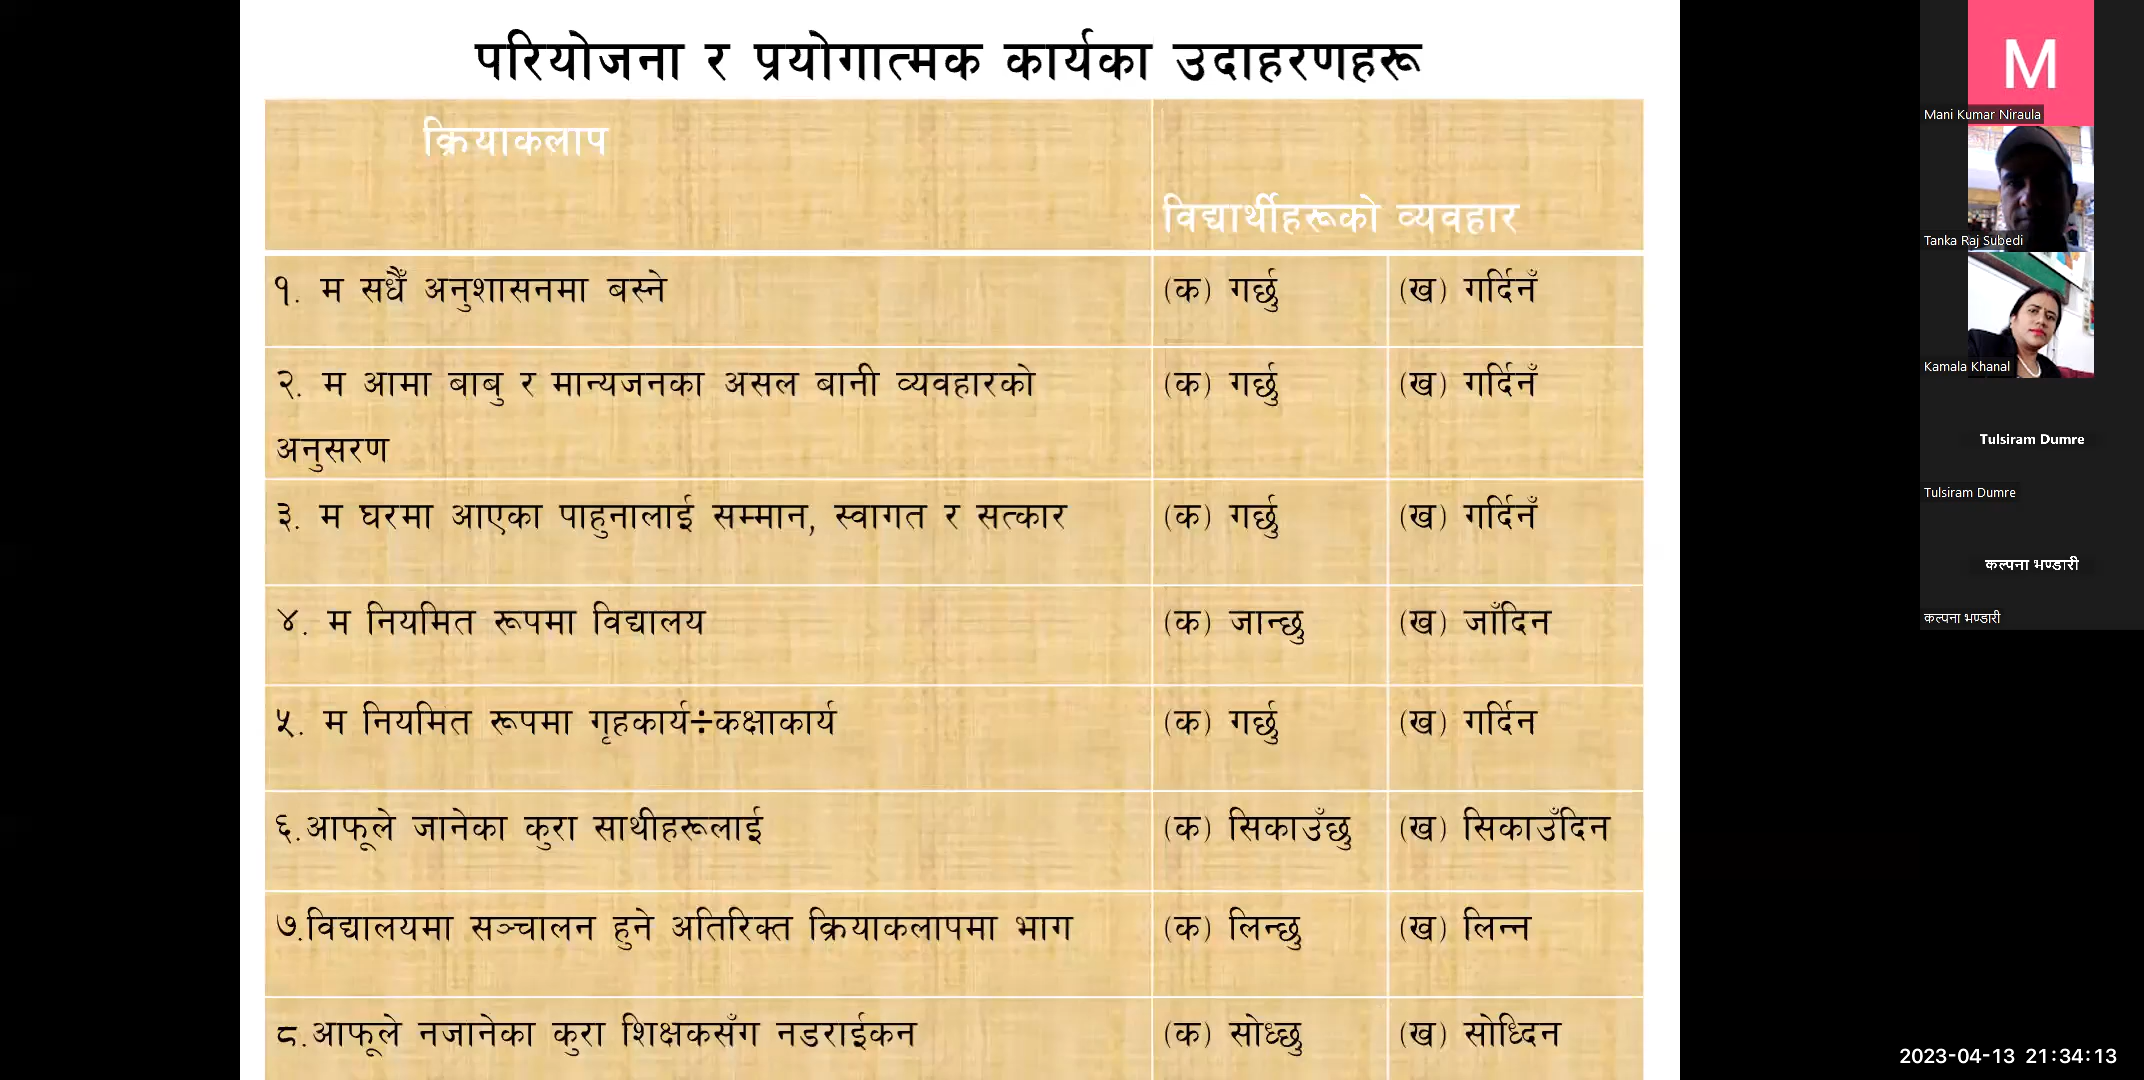 परियोजना र प्रयोगात्मक कार्यका उदाहरणहरू
क्रियाकलाप
विद्यार्थीहरूको व्यवहार
१. म सधैँ अनुशासनमा बस्ने (क) गर्छु (ख) गर्दिनँ
२. म आमा बाबु र मान्यजनका असल बानी व्यवहारको (क) गर्छु (ख) गर्दिनँ
अनुसरण
३. म घरमा आएका पाहुनालाई सम्मान, स्वागत र सत्कार (क) गर्छु (ख) गर्दिनँ
४. म नियमित रूपमा विद्यालय (क) जान्छु (ख) जाँदिन
५. म नियमित रूपमा गृहकार्य÷कक्षाकार्य (क) गर्छु (ख) गर्दिन
६.आफूले जानेका कुरा साथीहरूलाई (क) सिकाउँछु (ख) सिकाउँदिन
७.विद्यालयमा सञ्चालन हुने अतिरिक्त क्रियाकलापमा भाग (क) लिन्छु (ख) लिन्न
८.आफूले नजानेका कुरा शिक्षकसँग नडराईकन (क) सोध्छु (ख) सोध्दिन
M
Mani Kumar Niraula
Tanka Raj Subedi
Kamala Khanal
Tulsiram Dumre
Tulsiram Dumre
कल्पना भण्डारी
कल्पना भण्डारी
2023-04-13 21:34:13